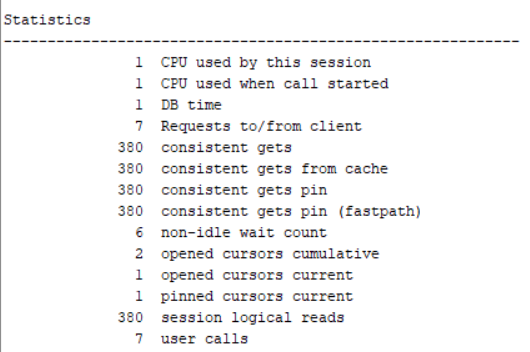 Statistics
-----------------------------------------------------------
1 CPU used by this session
1 CPU used when call started
1 DB time
7 Requests to/from client
380 consistent gets
380 consistent gets from cache
380 consistent gets pin
380 consistent gets pin (fastpath)
6 non-idle wait count
2 opened cursors cumulative
1 opened cursors current
1 pinned cursors current
380 session logical reads
7 user calls